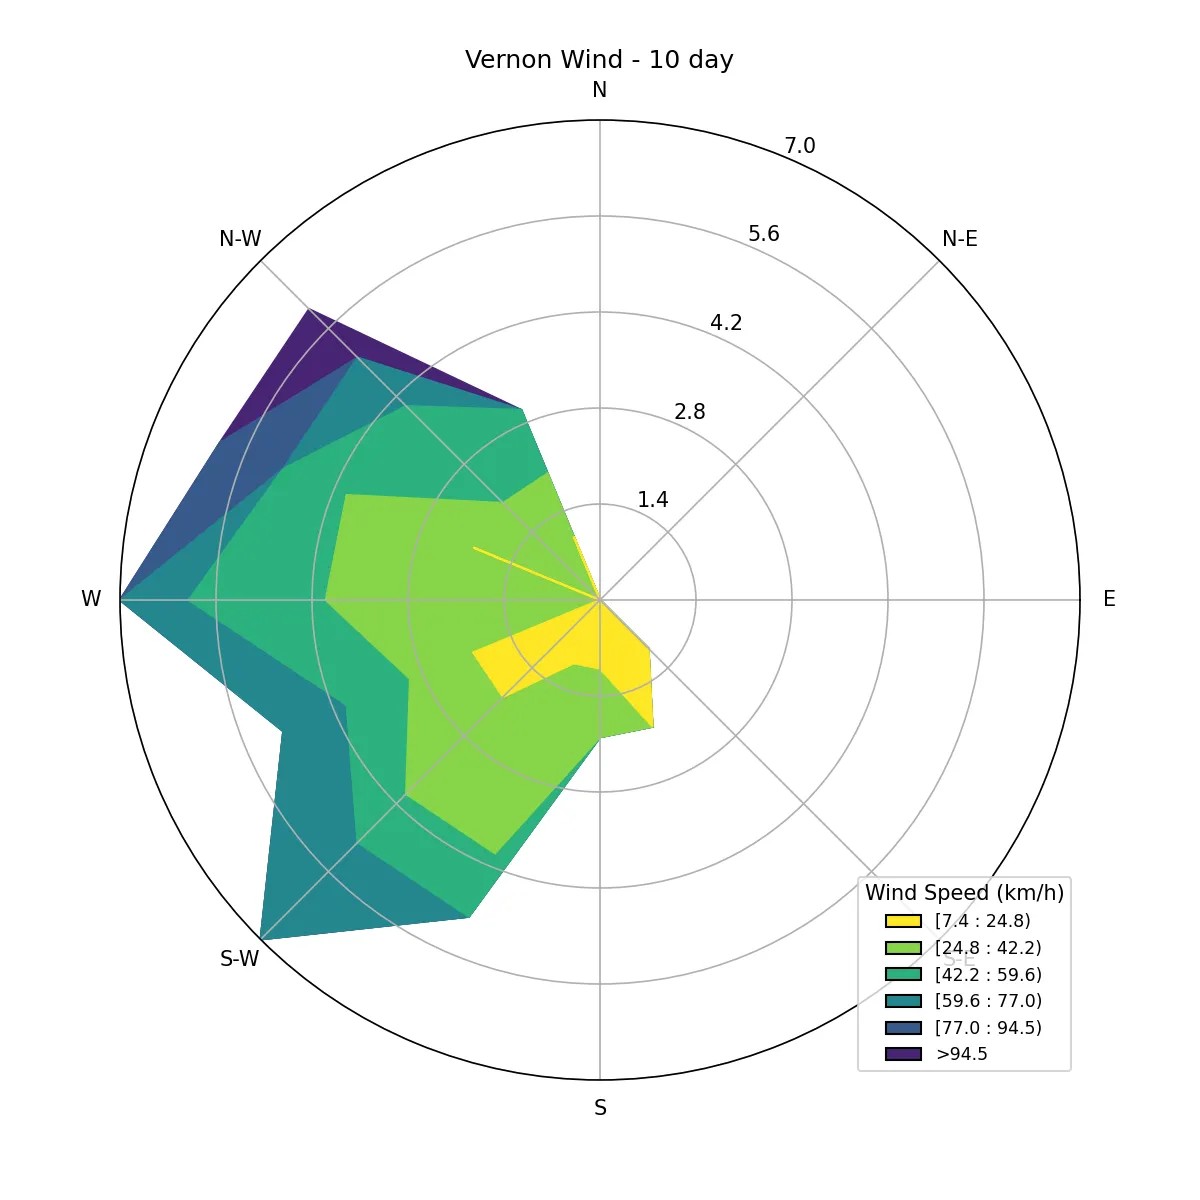 Vernon Wind - 10 day
N
7.0
N-W
5.6
N-E
4.2
2.8
1.4
W
E
S-W
S-E
S
Wind Speed (km/h)
[7.4 : 24.8)
[24.8 : 42.2)
[42.2 : 59.6)
[59.6 : 77.0)
[77.0 : 94.5)
>94.5